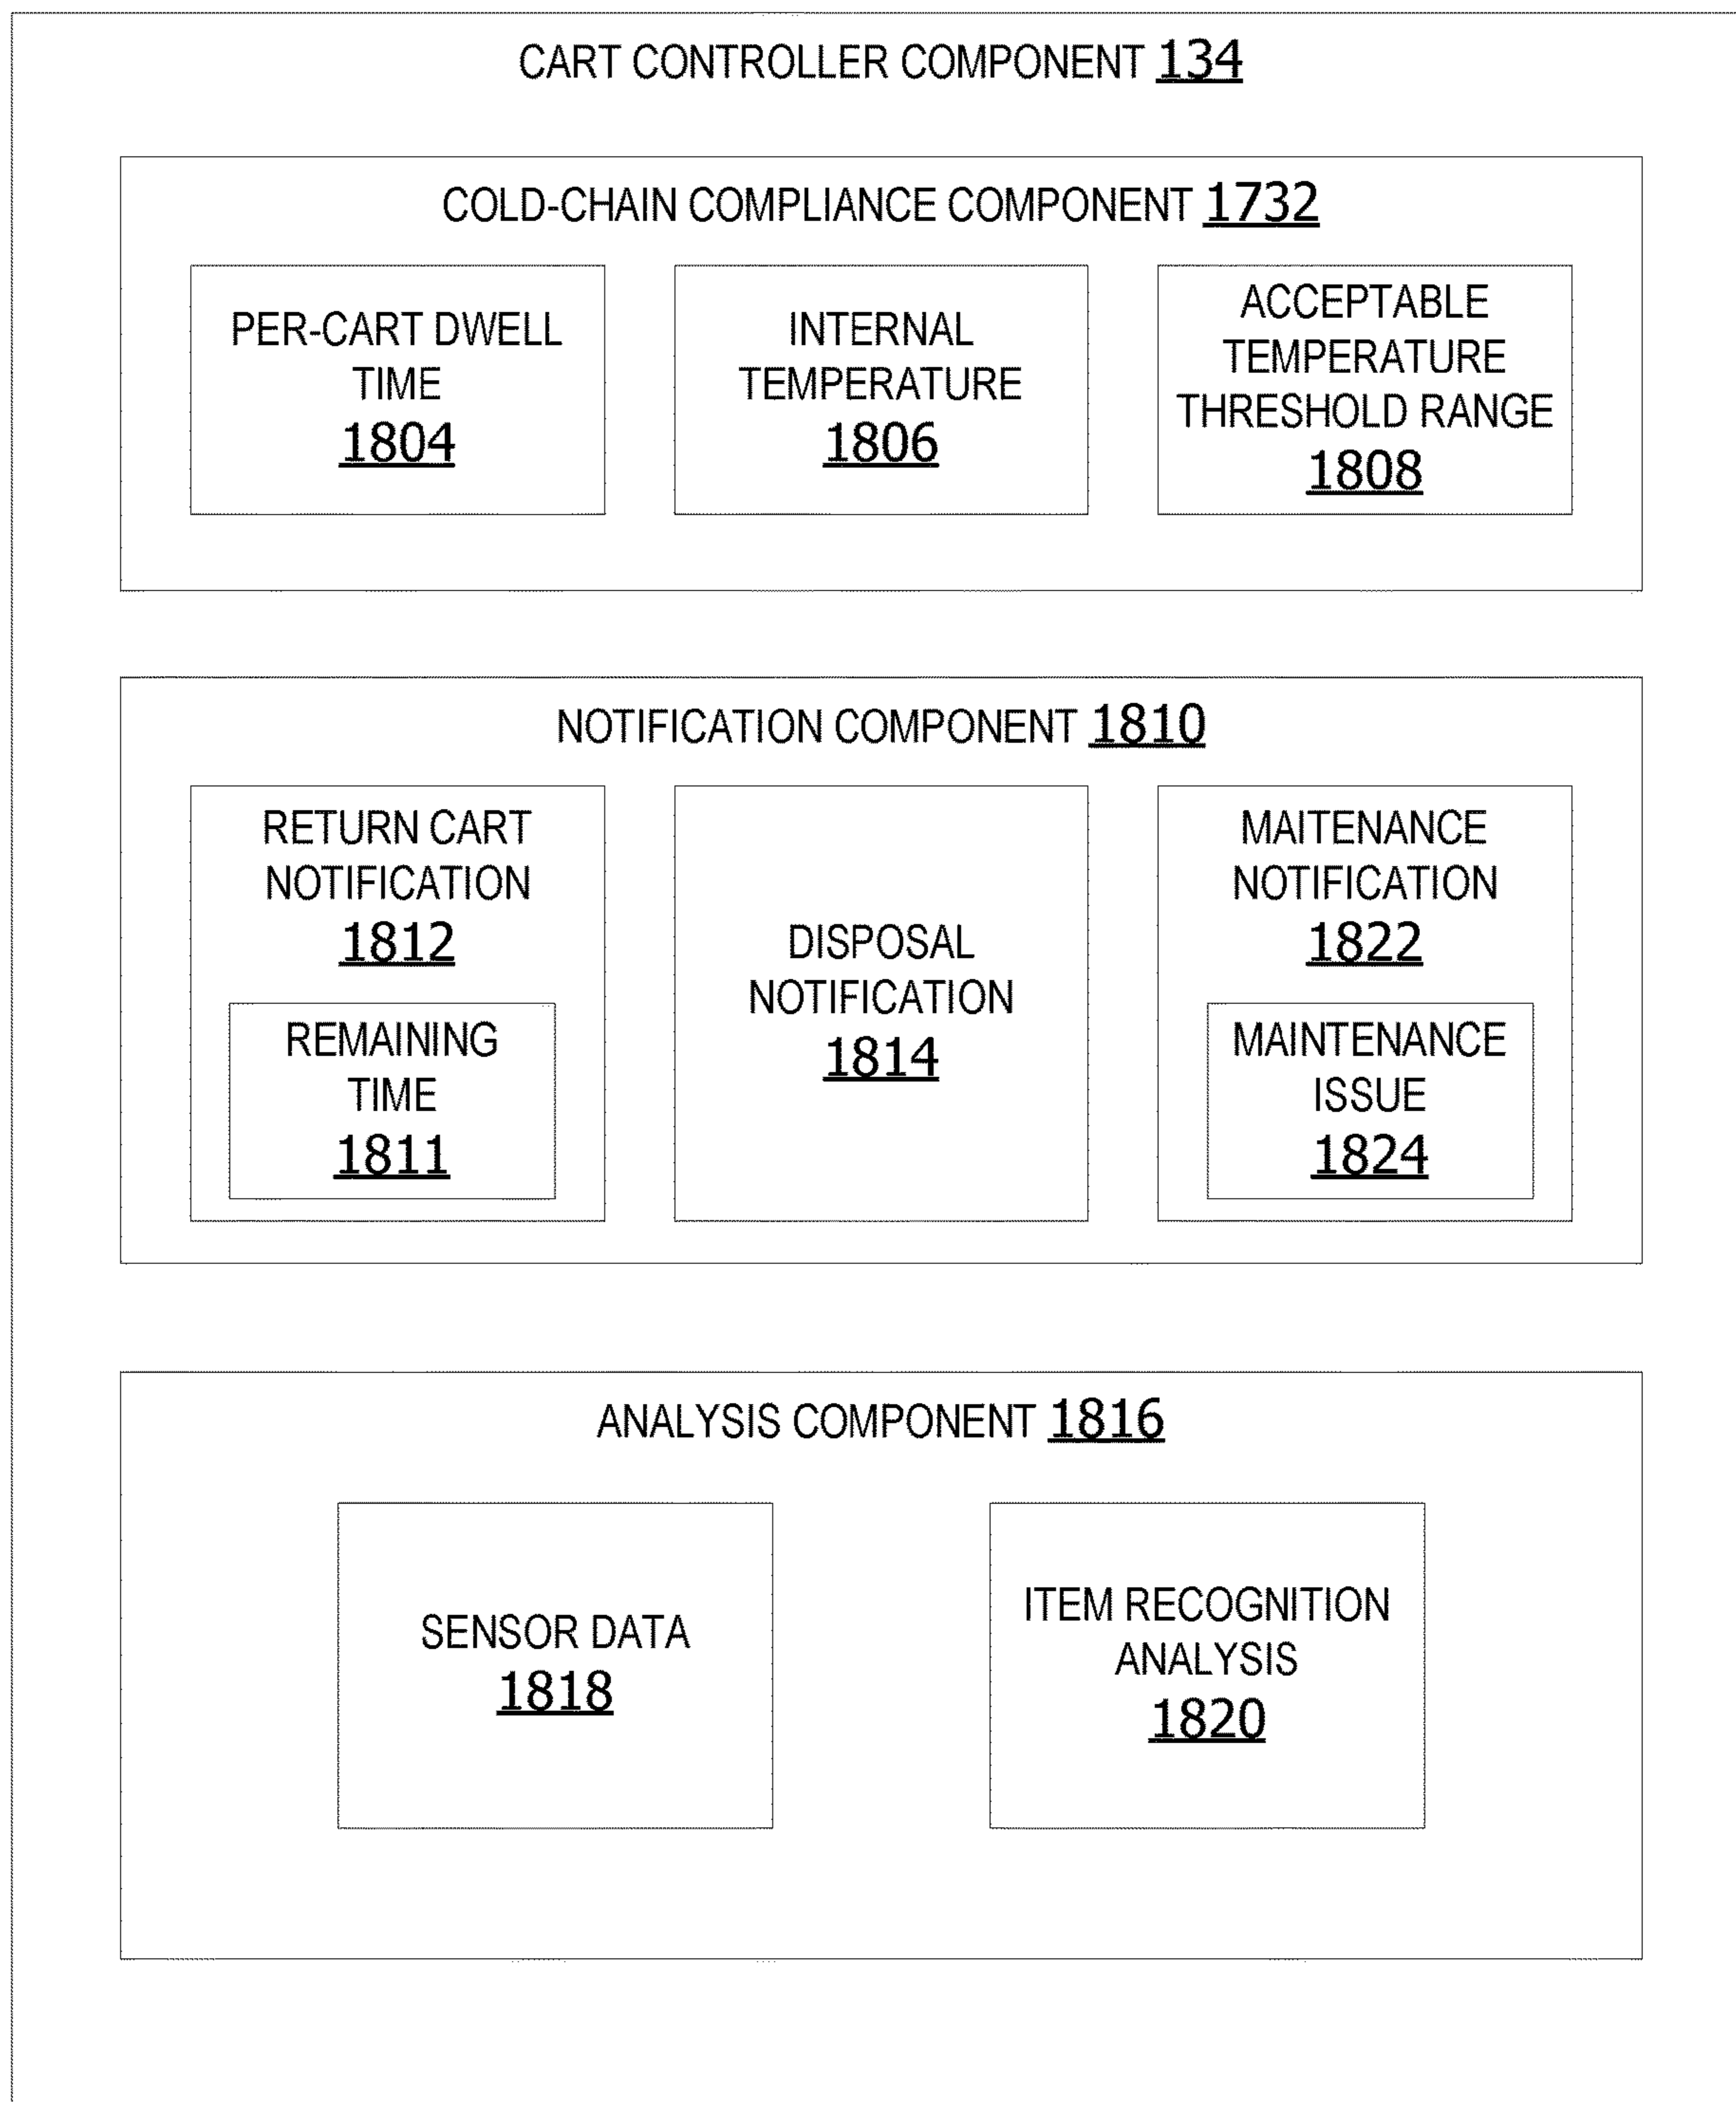 CART CONTROLLER COMPONENT 134
COLD-CHAIN COMPLIANCE COMPONENT 1732
PER-CART DWELL
TIME
1804
INTERNAL
TEMPERATURE
1806
ACCEPTABLE
TEMPERATURE
THRESHOLD RANGE
1808
NOTIFICATION COMPONENT 1810
RETURN CART
NOTIFICATION
1812
REMAINING
TIME
1811
DISPOSAL
NOTIFICATION
1814
MAITENANCE
NOTIFICATION
1822
MAINTENANCE
ISSUE
1824
ANALYSIS COMPONENT 1816
SENSOR DATA
1818
ITEM RECOGNITION
ANALYSIS
1820